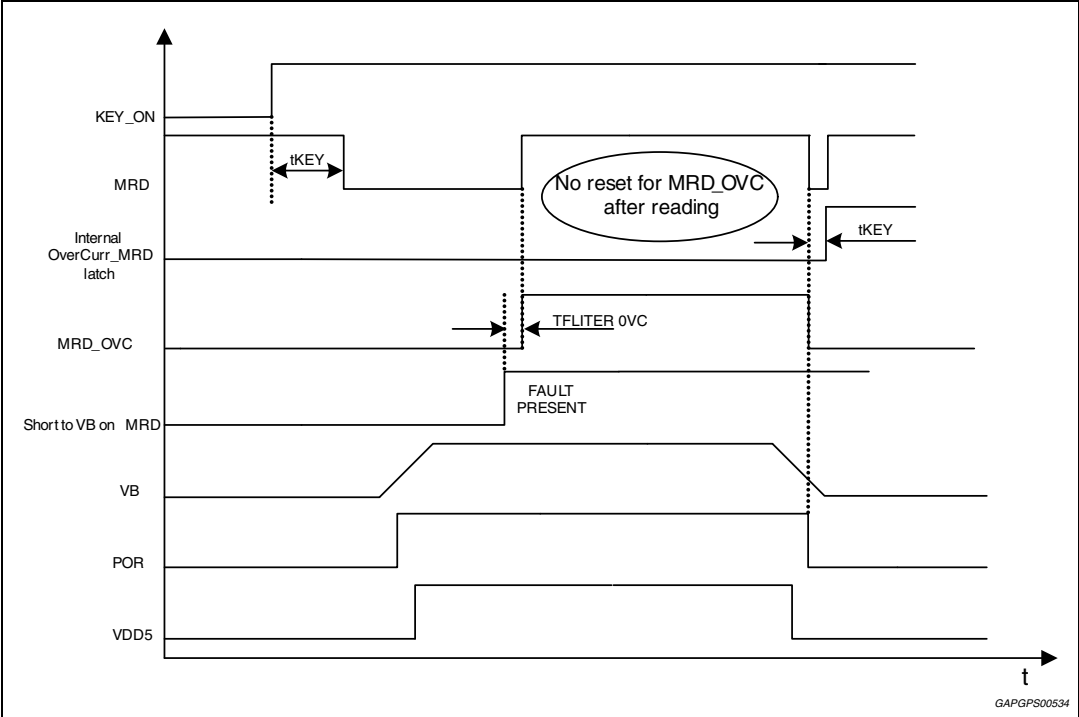 KEY_ON
tKEY
MRD
No reset for MRD_OVC
after reading
Internal
OverCurr_MRD
latch
tKEY
TFLITER 0VC
MRD_OVC
FAULT
PRESENT
Short to VB on MRD
VB
POR
VDD5
t
GAPGPS00534